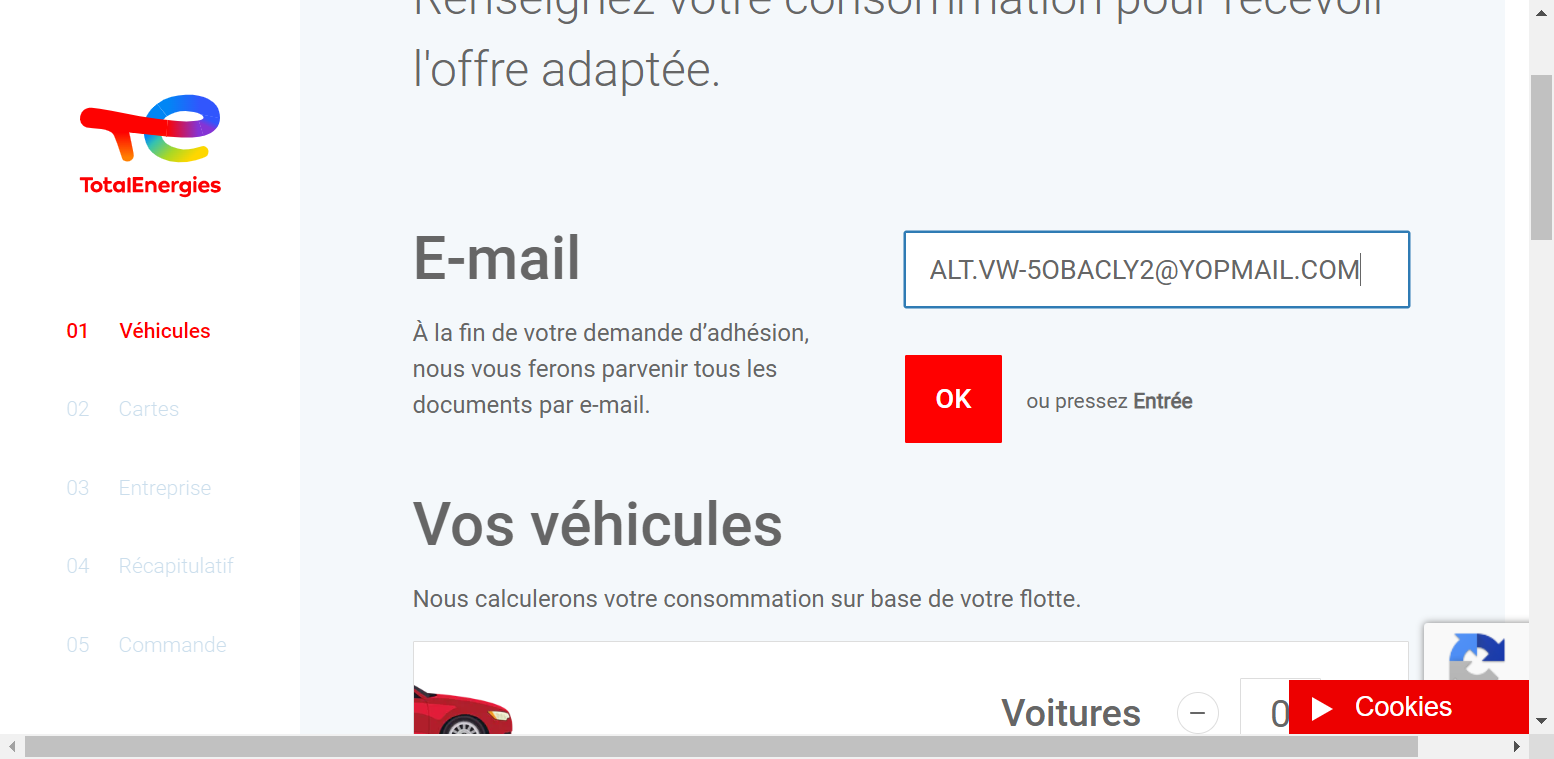 Renseignez votre consommation pour recevoir
l'offre adaptée.
TotalEnergies
E-mail
ALT.VW-5OBACLY2@YOPMAIL.COM
À la fin de votre demande d’adhésion,
nous vous ferons parvenir tous les
documents par e-mail.
OK ou pressez Entrée
01 Véhicules
02 Cartes
03 Entreprise
04 Récapitulatif
05 Commande
Vos véhicules
Nous calculerons votre consommation sur base de votre flotte.
Voitures − 0
Cookies